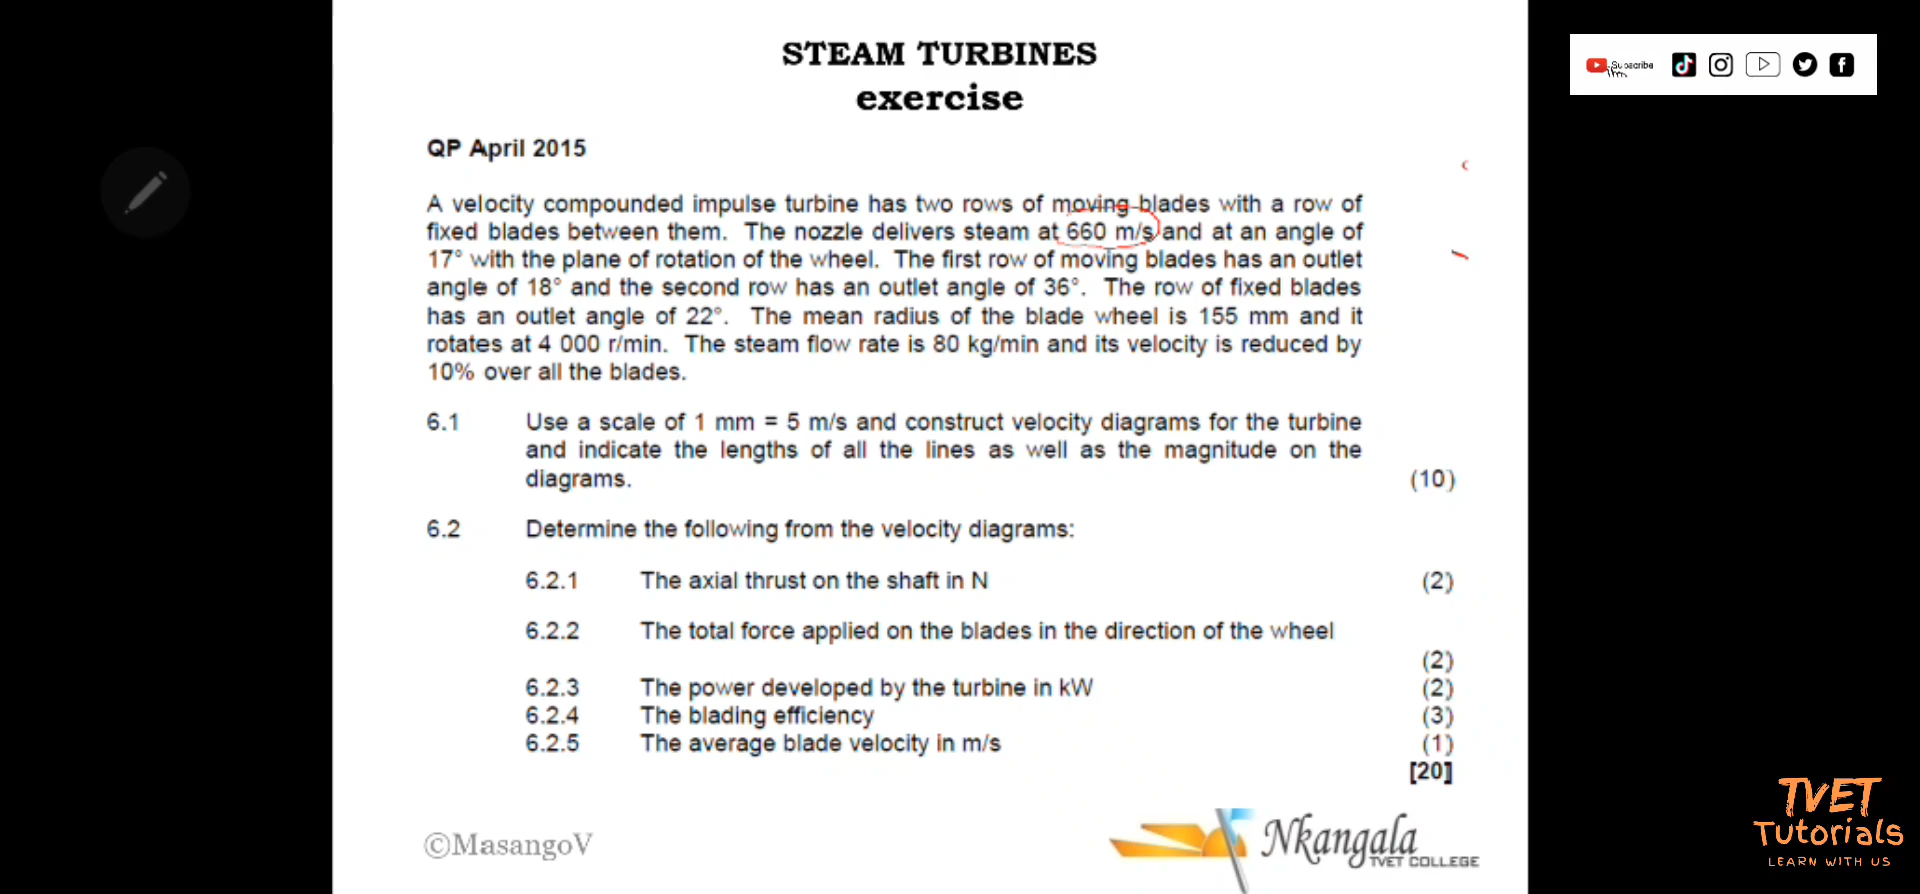 STEAM TURBINES
exercise
Subscribe
QP April 2015
A velocity compounded impulse turbine has two rows of moving blades with a row of
fixed blades between them. The nozzle delivers steam at 660 m/s and at an angle of
17° with the plane of rotation of the wheel. The first row of moving blades has an outlet
angle of 18° and the second row has an outlet angle of 36°. The row of fixed blades
has an outlet angle of 22°. The mean radius of the blade wheel is 155 mm and it
rotates at 4 000 r/min. The steam flow rate is 80 kg/min and its velocity is reduced by
10% over all the blades.
6.1 Use a scale of 1 mm = 5 m/s and construct velocity diagrams for the turbine
and indicate the lengths of all the lines as well as the magnitude on the
diagrams. (10)
6.2 Determine the following from the velocity diagrams:
6.2.1 The axial thrust on the shaft in N (2)
6.2.2 The total force applied on the blades in the direction of the wheel
(2)
6.2.3 The power developed by the turbine in kW (2)
6.2.4 The blading efficiency (3)
6.2.5 The average blade velocity in m/s (1)
[20]
©MasangoV
Nkangala
TVET COLLEGE
TVET
Tutorials
LEARN WITH US